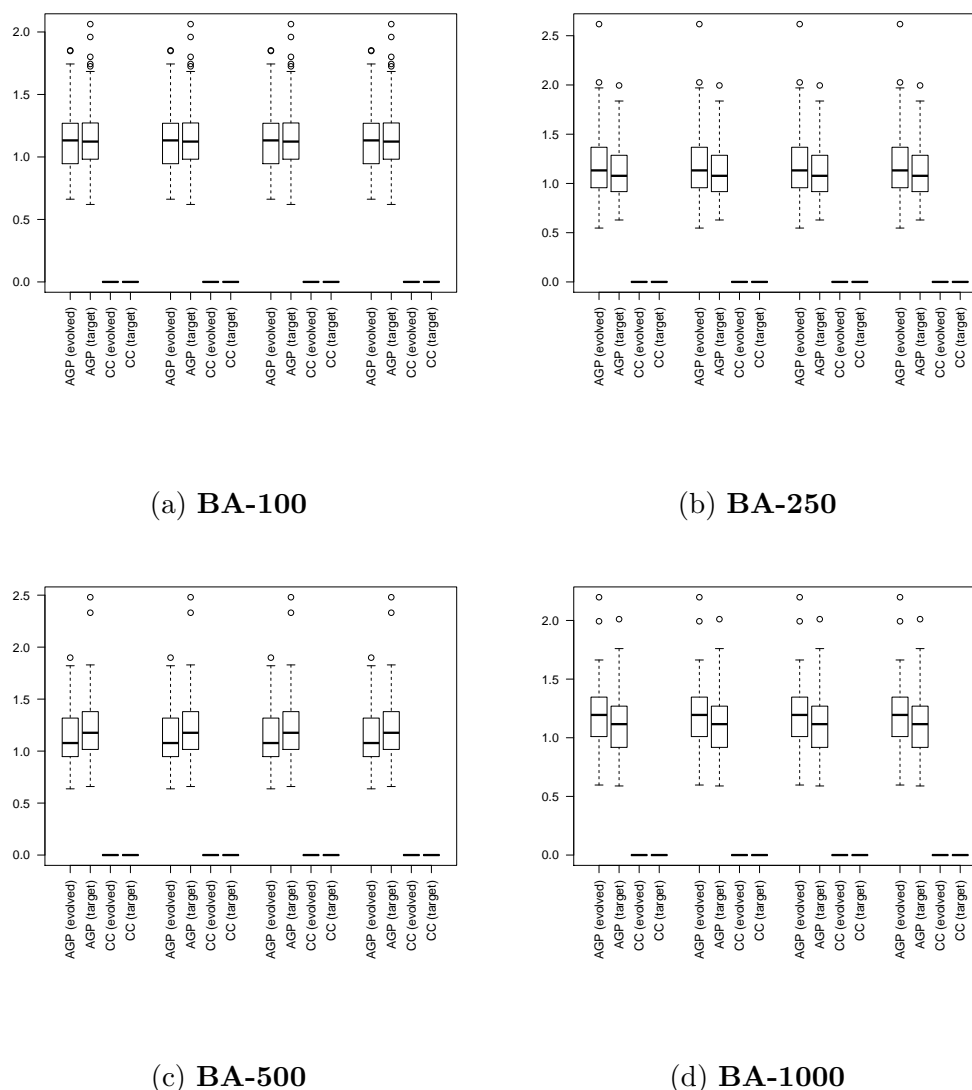 2.0
1.5
1.0
0.5
0.0
AGP (evolved)
AGP (target)
CC (evolved)
CC (target)
AGP (evolved)
AGP (target)
CC (evolved)
CC (target)
AGP (evolved)
AGP (target)
CC (evolved)
CC (target)
AGP (evolved)
AGP (target)
CC (evolved)
CC (target)
(a) BA-100
2.5
2.0
1.5
1.0
0.5
0.0
AGP (evolved)
AGP (target)
CC (evolved)
CC (target)
AGP (evolved)
AGP (target)
CC (evolved)
CC (target)
AGP (evolved)
AGP (target)
CC (evolved)
CC (target)
AGP (evolved)
AGP (target)
CC (evolved)
CC (target)
(b) BA-250
2.5
2.0
1.5
1.0
0.5
0.0
AGP (evolved)
AGP (target)
CC (evolved)
CC (target)
AGP (evolved)
AGP (target)
CC (evolved)
CC (target)
AGP (evolved)
AGP (target)
CC (evolved)
CC (target)
AGP (evolved)
AGP (target)
CC (evolved)
CC (target)
(c) BA-500
2.0
1.5
1.0
0.5
0.0
AGP (evolved)
AGP (target)
CC (evolved)
CC (target)
AGP (evolved)
AGP (target)
CC (evolved)
CC (target)
AGP (evolved)
AGP (target)
CC (evolved)
CC (target)
AGP (evolved)
AGP (target)
CC (evolved)
CC (target)
(d) BA-1000